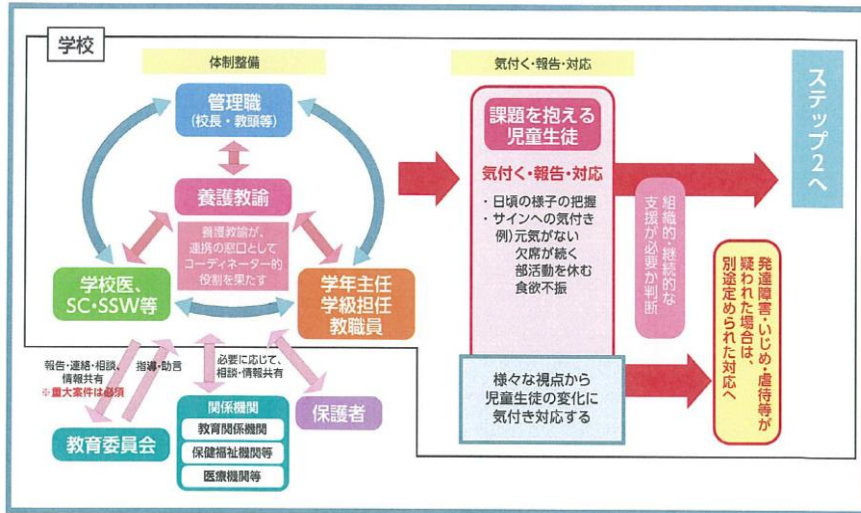 学校
体制整備
管理職
(校長・教頭等)
養護教諭
養護教諭が、
連携の窓口として
コーディネーター的
役割を果たす
学校医、
SC・SSW等
学年主任
学級担任
教職員
報告・連絡・相談、
情報共有
※重大案件は必須
指導・助言
必要に応じて、
相談・情報共有
教育委員会
関係機関
教育関係機関
保健福祉機関等
医療機関等
保護者
気付く・報告・対応
課題を抱える
児童生徒
気付く・報告・対応
・日頃の様子の把握
・サインへの気付き
例)元気がない
欠席が続く
部活動を休む
食欲不振
様々な視点から
児童生徒の変化に
気付き対応する
組織的・継続的な
支援が必要か判断
ステップ2へ
発達障害・いじめ・虐待等が
疑われた場合は、
別途定められた対応へ